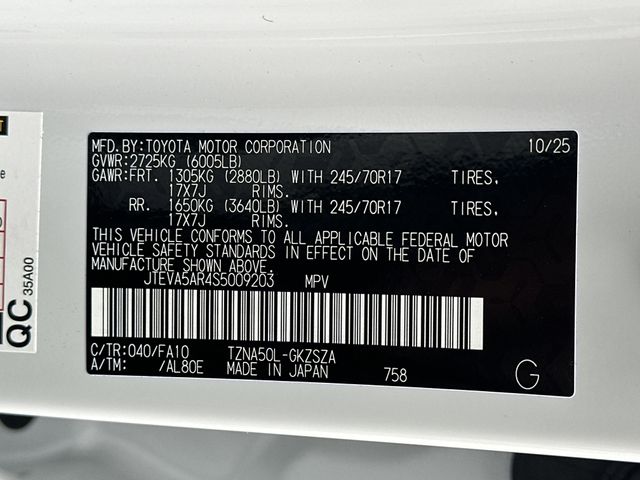 MFD.BY:TOYOTA MOTOR CORPORATION 10/25
GVWR:2725KG (6005LB)
GAWR:FRT. 1305KG (2880LB) WITH 245/70R17 TIRES,
17X7J RIMS.
RR. 1650KG (3640LB) WITH 245/70R17 TIRES,
17X7J RIMS.
THIS VEHICLE CONFORMS TO ALL APPLICABLE FEDERAL MOTOR
VEHICLE SAFETY STANDARDS IN EFFECT ON THE DATE OF
MANUFACTURE SHOWN ABOVE.
JTEVA5AR4S5009203 MPV
C/TR:040/FA10 TZNA50L-GKZSZA
A/TM: /AL80E MADE IN JAPAN 758 G
QC 35A00